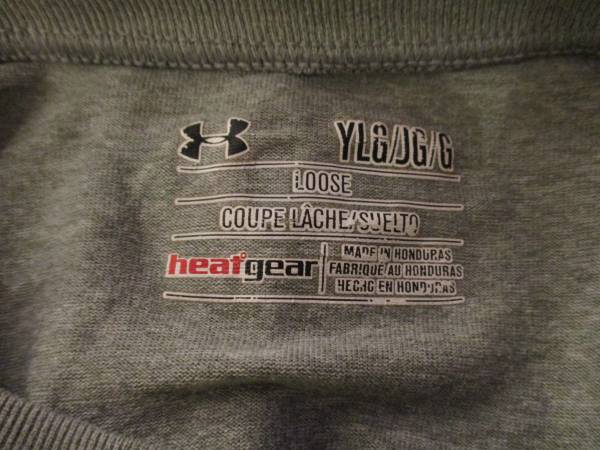 YLG/JG/G
LOOSE
COUPE LÂCHE/SUELTO
heatgear
MADE IN HONDURAS
FABRIQUÉ AU HONDURAS
HECHO EN HONDURAS